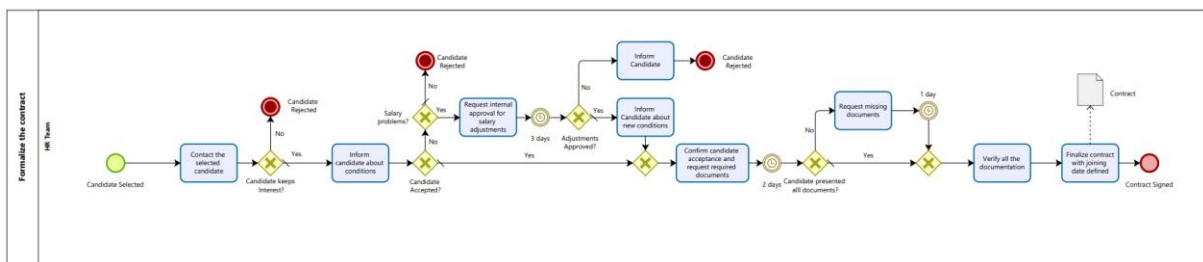 Formalize the contract
HR Team
Candidate Selected
Contact the
selected
candidate
Candidate keeps
Interest?
No
Candidate
Rejected
Yes
Inform
candidate about
conditions
Candidate
Accepted?
No
Yes
Salary
problems?
No
Candidate
Rejected
Yes
Request internal
approval for
salary
adjustments
3 days
Adjustments
Approved?
No
Inform
Candidate
Candidate
Rejected
Yes
Inform
Candidate about
new conditions
Confirm candidate
acceptance and
request required
documents
2 days
Candidate presented
alll documents?
No
Request missing
documents
1 day
Yes
Verify all the
documentation
Finalize contract
with joining
date defined
Contract
Contract Signed